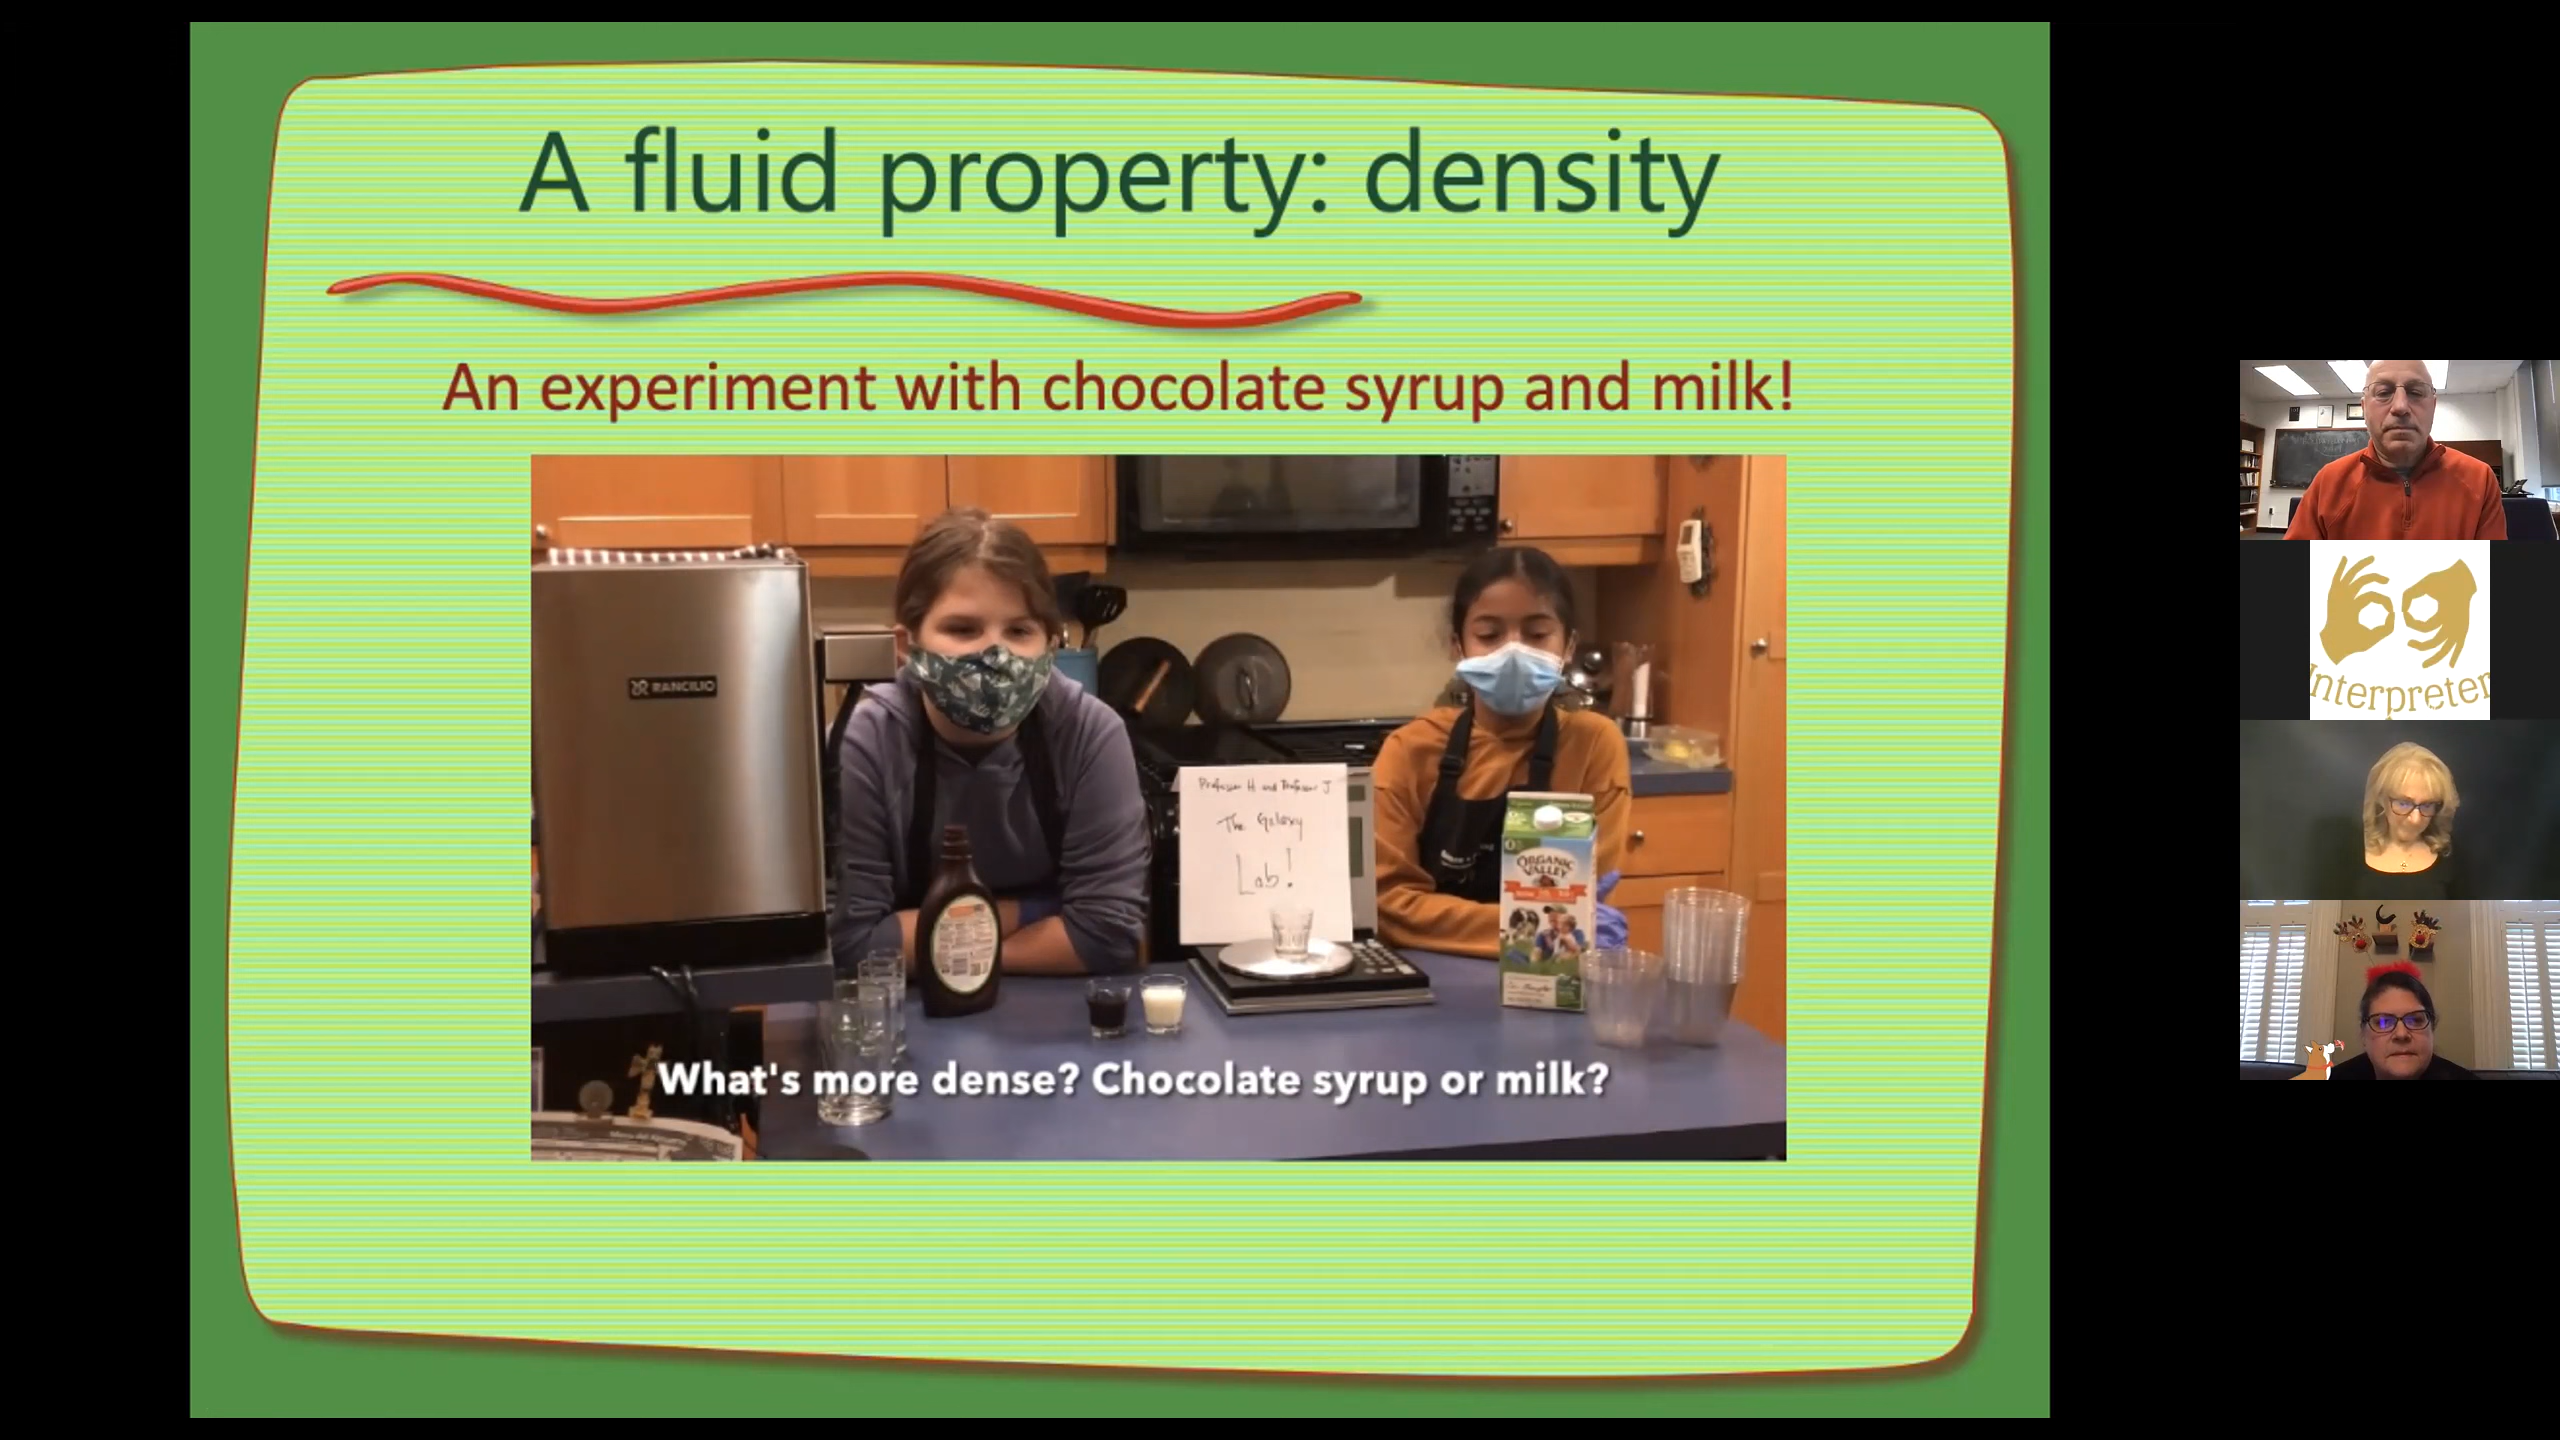 A fluid property: density
An experiment with chocolate syrup and milk!
RANCILIO
Professor H and Professor J
The Galaxy
Lab!
ORGANIC
VALLEY
What's more dense? Chocolate syrup or milk?
Interpreter